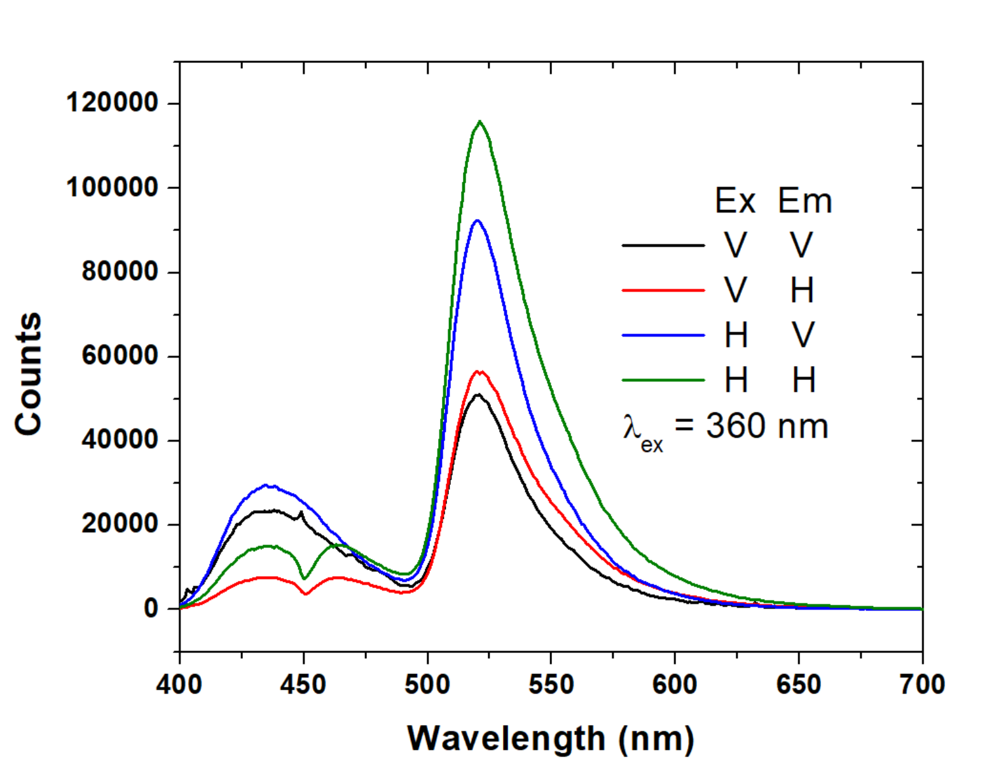 120000
100000
80000
60000
40000
20000
0
Counts
Ex Em
V V
V H
H V
H H
λex = 360 nm
400 450 500 550 600 650 700
Wavelength (nm)